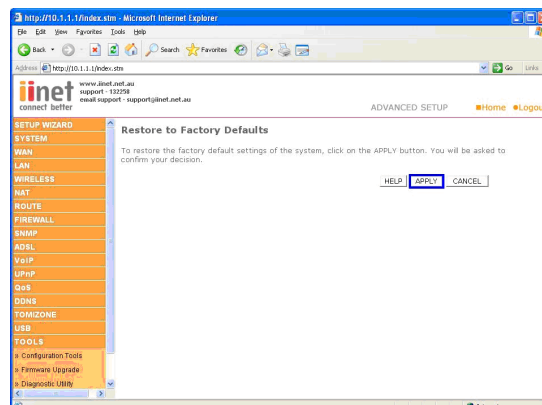 http://10.1.1.1/index.stm - Microsoft Internet Explorer
File Edit View Favorites Tools Help
Back Search Favorites
Address http://10.1.1.1/index.stm Go Links
iinet
connect better
www.iinet.net.au
support - 132258
email support - support@iinet.net.au
ADVANCED SETUP Home Logou
SETUP WIZARD
SYSTEM
WAN
LAN
WIRELESS
NAT
ROUTE
FIREWALL
SNMP
ADSL
VoIP
UPnP
QoS
DDNS
TOMIZONE
USB
TOOLS
» Configuration Tools
» Firmware Upgrade
» Diagnostic Utility
Restore to Factory Defaults
To restore the factory default settings of the system, click on the APPLY button. You will be asked to
confirm your decision.
HELP APPLY CANCEL